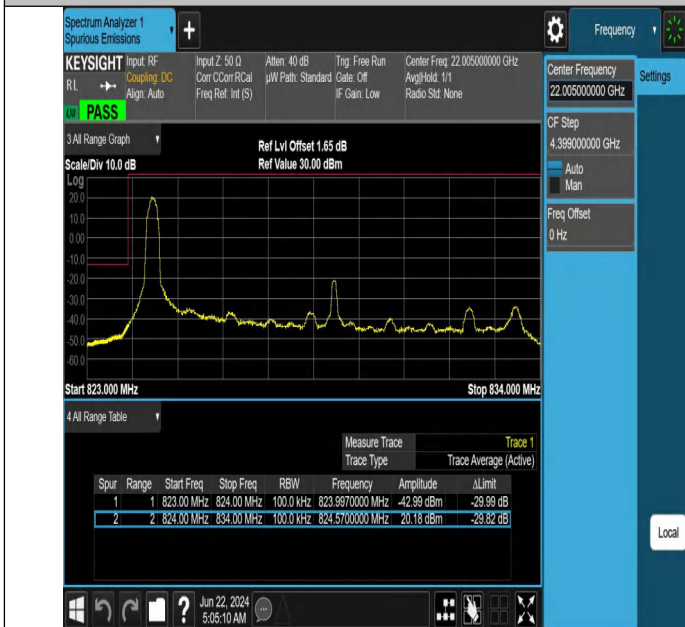 Spectrum Analyzer 1
Spurious Emissions
Frequency
KEYSIGHT
RL
Input: RF
Coupling: DC
Align: Auto
Input Z: 50 Ω
Corr CCorr RCal
Freq Ref: Int (S)
Atten: 40 dB
µW Path: Standard
Trig: Free Run
Gate: Off
IF Gain: Low
Center Freq: 22.005000000 GHz
Avg|Hold: 1/1
Radio Std: None
PASS
3 All Range Graph
Ref Lvl Offset 1.65 dB
Scale/Div 10.0 dB
Ref Value 30.00 dBm
Log
20.0
10.0
0.00
-10.0
-20.0
-30.0
-40.0
-50.0
-60.0
Start 823.000 MHz
Stop 834.000 MHz
4 All Range Table
Measure Trace Trace 1
Trace Type Trace Average (Active)
Spur Range Start Freq Stop Freq RBW Frequency Amplitude ΔLimit
1 1 823.00 MHz 824.00 MHz 100.0 kHz 823.9970000 MHz -42.99 dBm -29.99 dB
2 2 824.00 MHz 834.00 MHz 100.0 kHz 824.5700000 MHz 20.18 dBm -29.82 dB
Center Frequency
22.005000000 GHz
Settings
CF Step
4.399000000 GHz
Auto
Man
Freq Offset
0 Hz
Local
Jun 22, 2024
5:05:10 AM